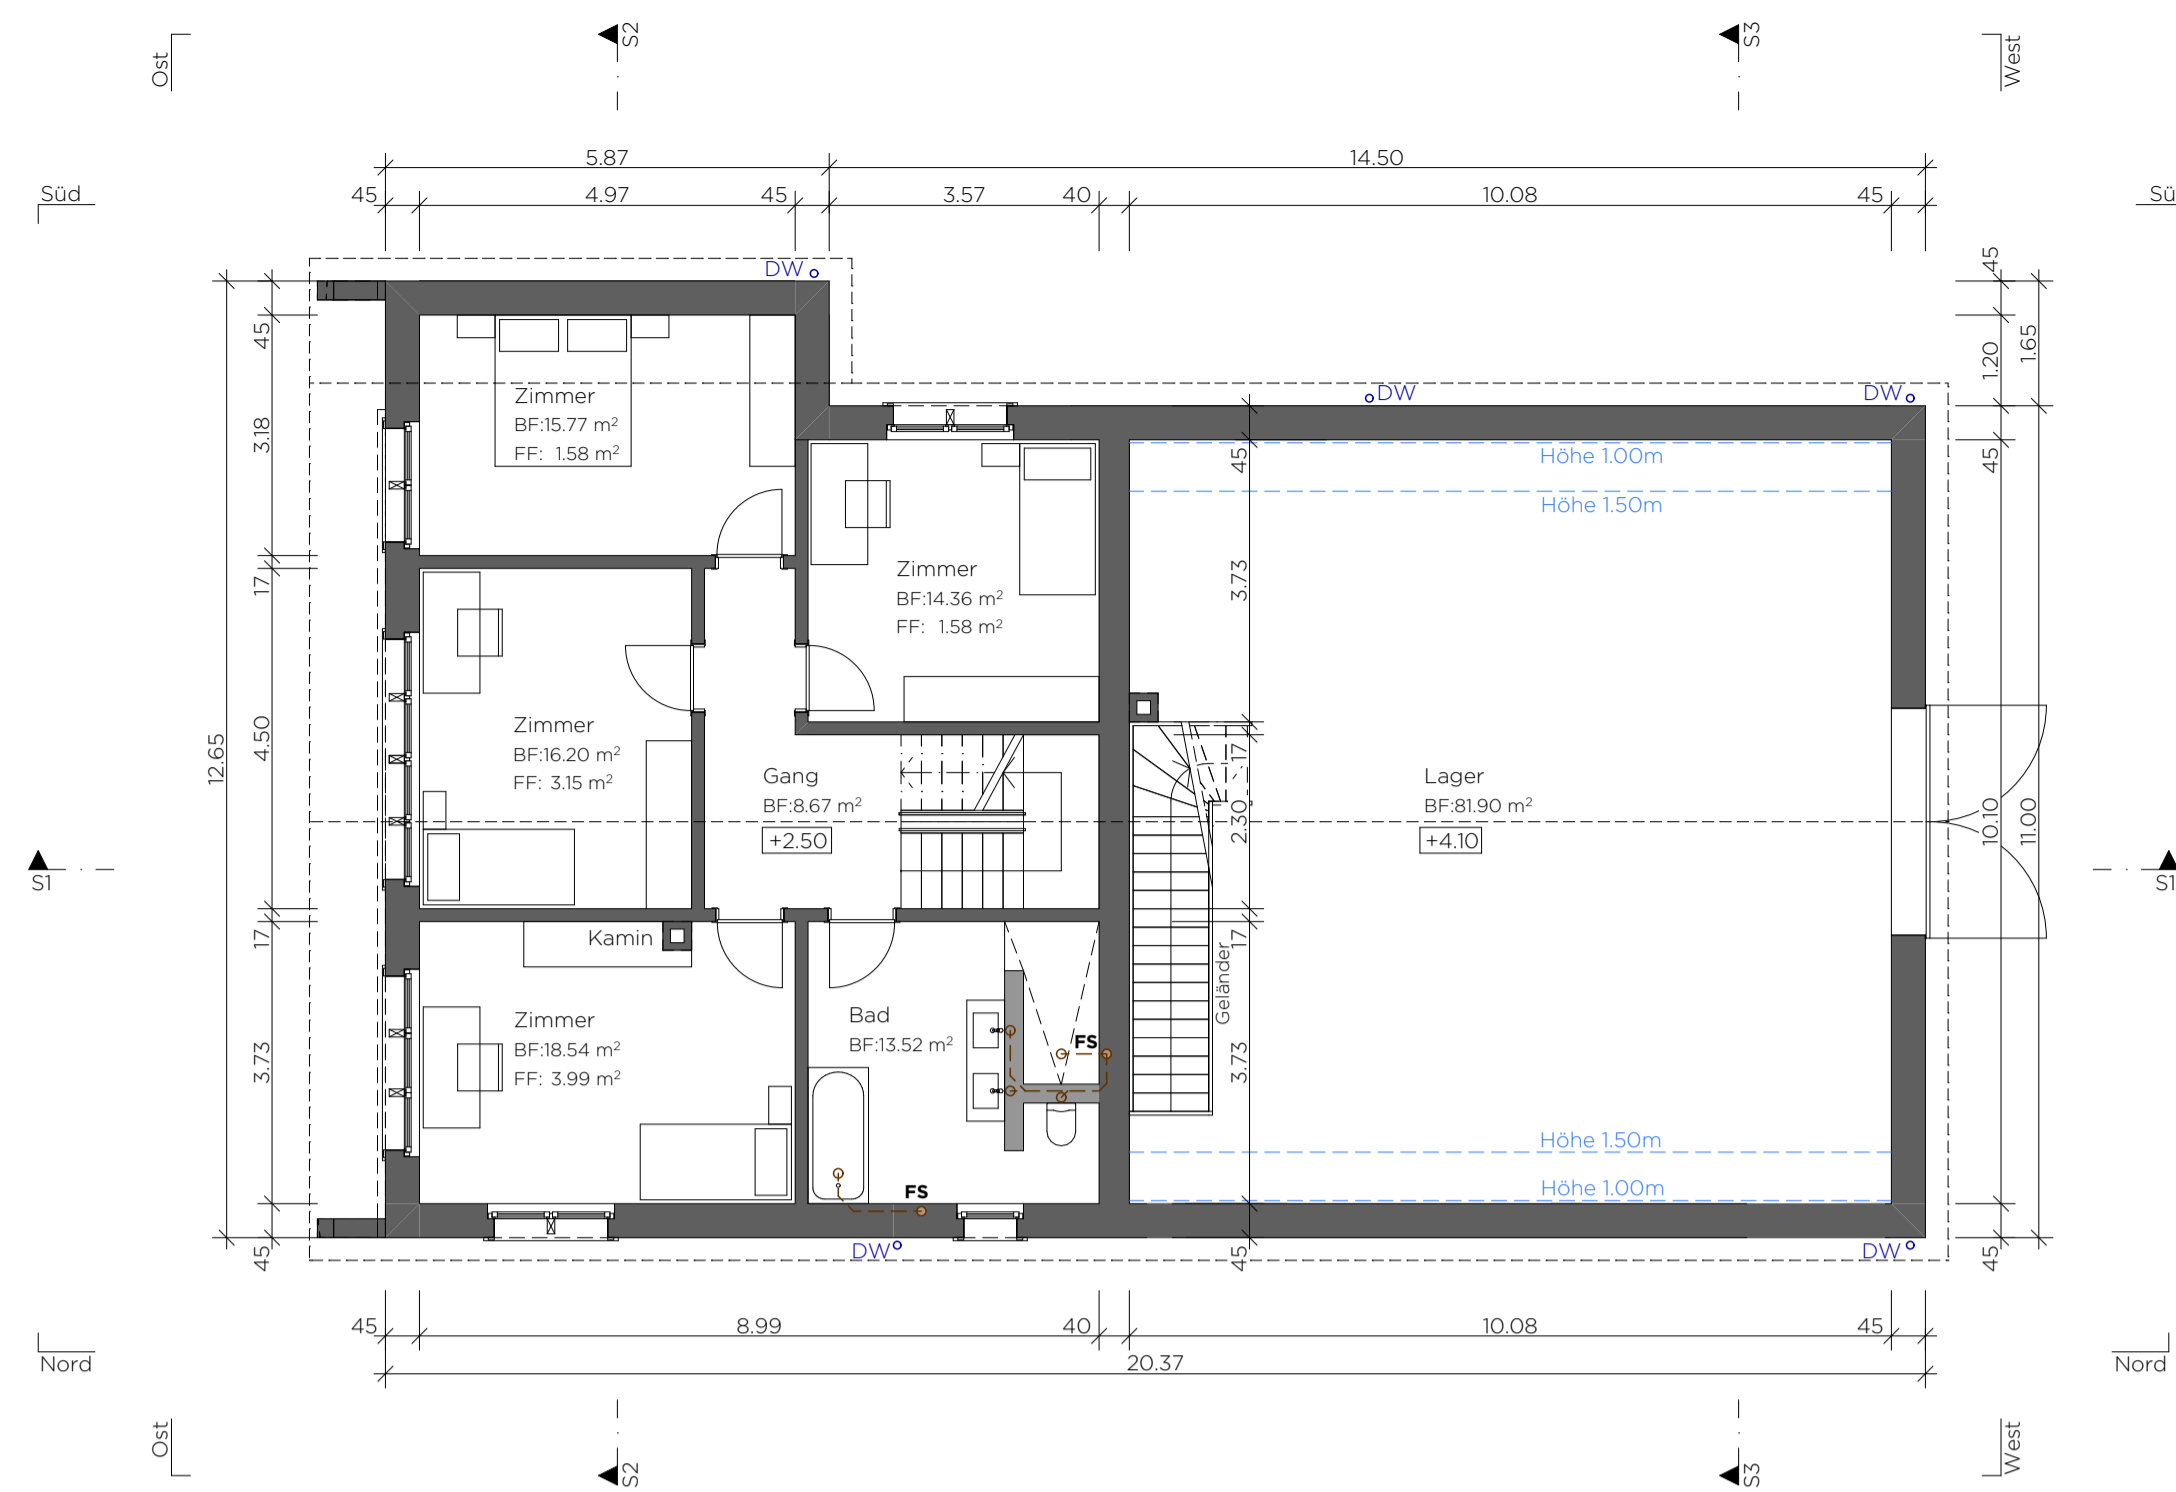 Ost
S2
S3
West
5.87
14.50
Süd
45
4.97
45
3.57
40
10.08
45
Sü
DW
45
45
1.20
1.65
DW
DW
Zimmer
BF:15.77 m²
FF: 1.58 m²
3.18
45
45
Höhe 1.00m
Höhe 1.50m
17
3.73
Zimmer
BF:14.36 m²
FF: 1.58 m²
Zimmer
BF:16.20 m²
FF: 3.15 m²
4.50
12.65
Gang
BF:8.67 m²
+2.50
17
2.30
Lager
BF:81.90 m²
+4.10
10.10
11.00
S1
S1
17
Kamin
17
Geländer
Zimmer
BF:18.54 m²
FF: 3.99 m²
3.73
Bad
BF:13.52 m²
FS
3.73
Höhe 1.50m
Höhe 1.00m
FS
45
DW
45
DW
45
45
8.99
40
10.08
45
Nord
20.37
Nord
Ost
S2
S3
West